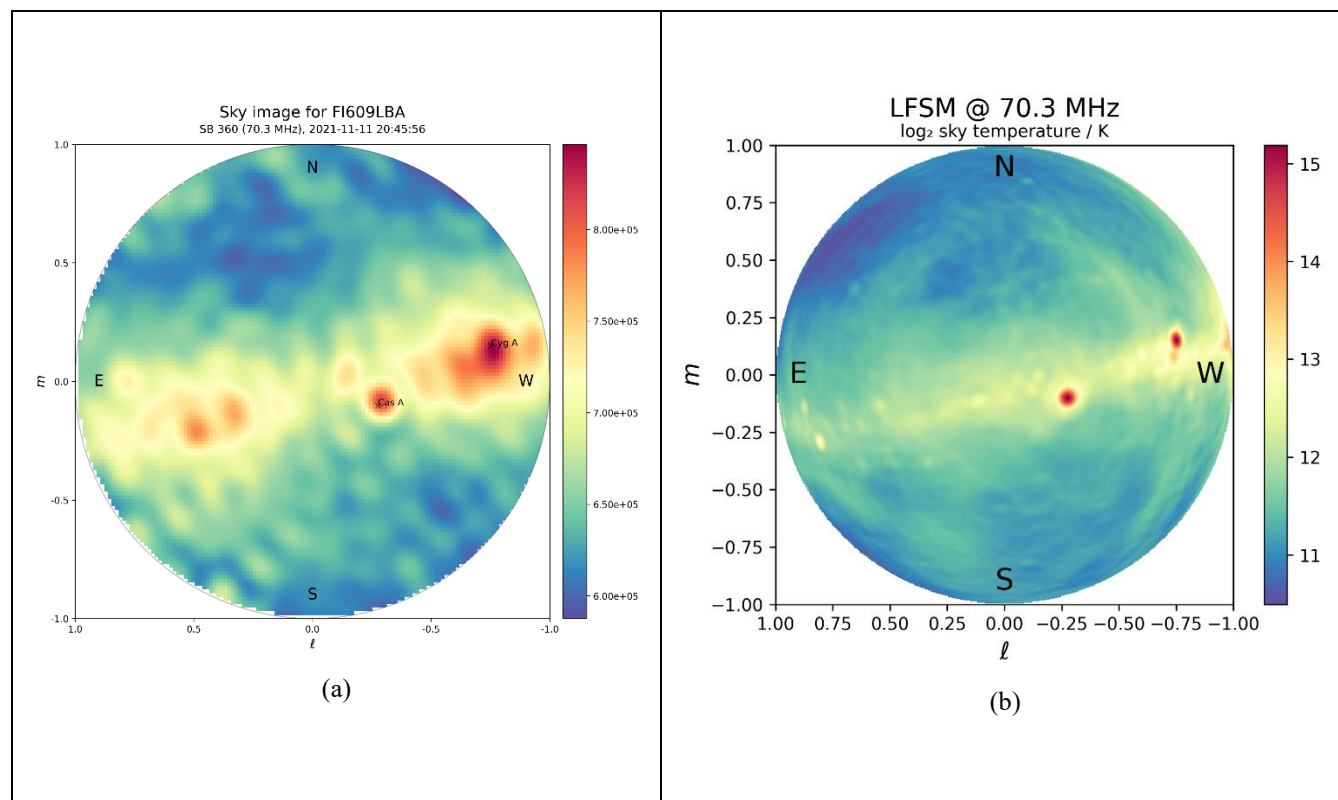 Sky image for FI609LBA
SB 360 (70.3 MHz), 2021-11-11 20:45:56
1.0
0.5
0.0
-0.5
-1.0
m
N
E
W
S
Cyg A
Cas A
1.0
0.5
0.0
-0.5
-1.0
ℓ
8.00e+05
7.50e+05
7.00e+05
6.50e+05
6.00e+05
(a)
LFSM @ 70.3 MHz
log₂ sky temperature / K
1.00
0.75
0.50
0.25
0.00
−0.25
−0.50
−0.75
−1.00
m
N
E
W
S
1.00 0.75 0.50 0.25 0.00 −0.25 −0.50 −0.75 −1.00
ℓ
15
14
13
12
11
(b)